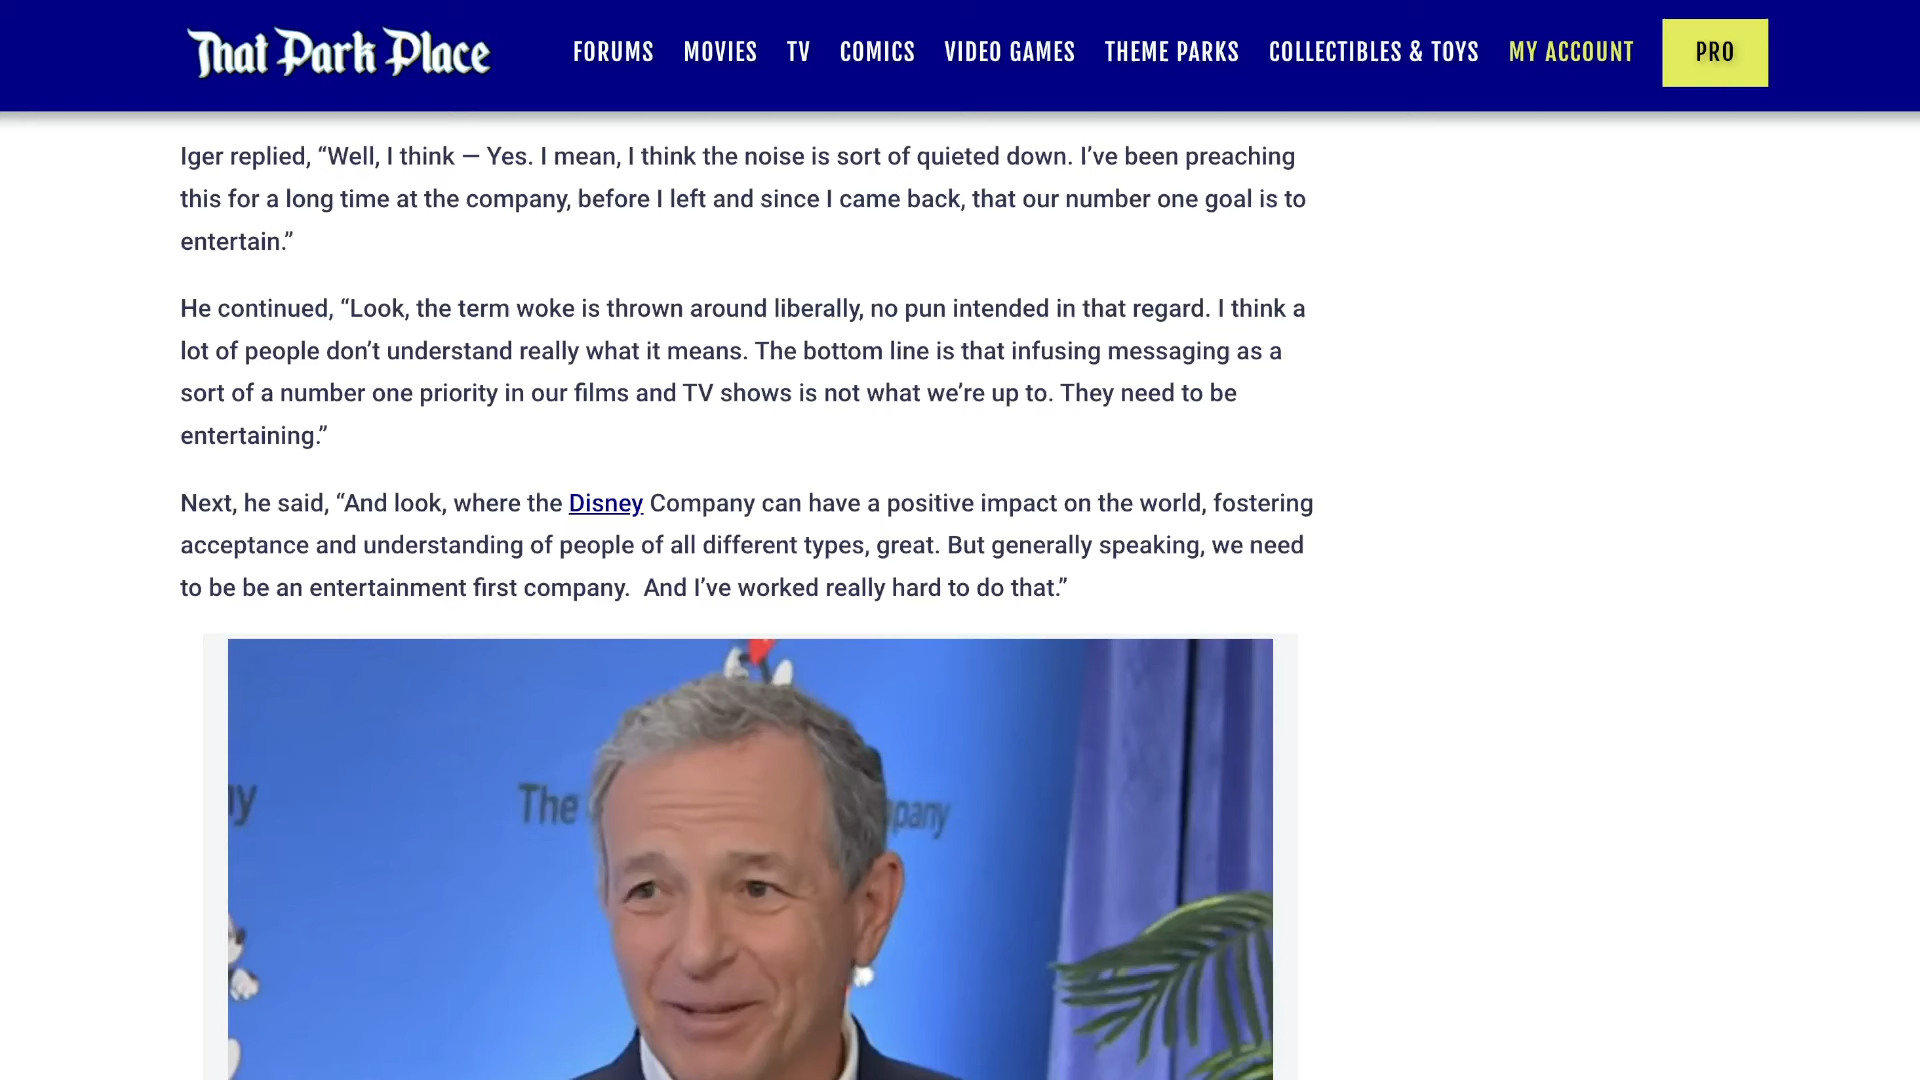 That Park Place
FORUMS MOVIES TV COMICS VIDEO GAMES THEME PARKS COLLECTIBLES & TOYS MY ACCOUNT PRO
Iger replied, “Well, I think — Yes. I mean, I think the noise is sort of quieted down. I’ve been preaching
this for a long time at the company, before I left and since I came back, that our number one goal is to
entertain.”
He continued, “Look, the term woke is thrown around liberally, no pun intended in that regard. I think a
lot of people don’t understand really what it means. The bottom line is that infusing messaging as a
sort of a number one priority in our films and TV shows is not what we’re up to. They need to be
entertaining.”
Next, he said, “And look, where the Disney Company can have a positive impact on the world, fostering
acceptance and understanding of people of all different types, great. But generally speaking, we need
to be be an entertainment first company.  And I’ve worked really hard to do that.”
ny The pany